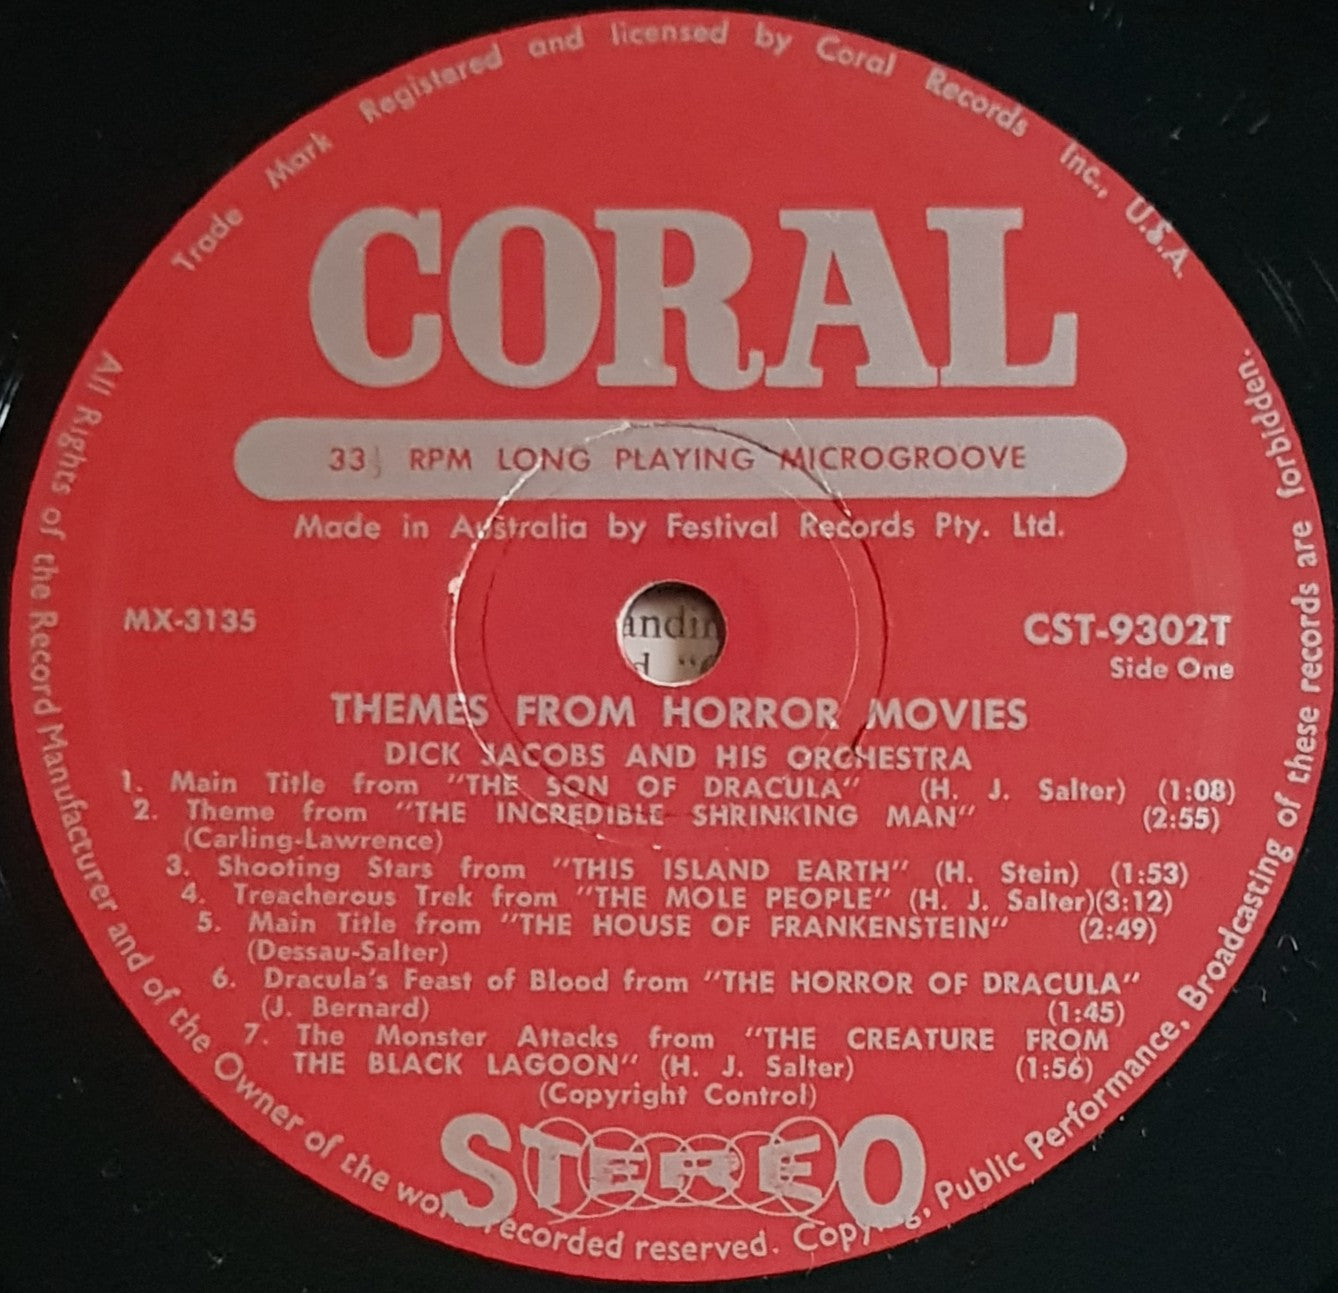 Trade Mark Registered and licensed by Coral Records Inc., U.S.A.
CORAL
33⅓ RPM LONG PLAYING MICROGROOVE
Made in Australia by Festival Records Pty. Ltd.
andin
MX-3135
CST-9302T
Side One
THEMES FROM HORROR MOVIES
DICK JACOBS AND HIS ORCHESTRA
1. Main Title from "THE SON OF DRACULA" (H. J. Salter) (1:08)
2. Theme from "THE INCREDIBLE SHRINKING MAN" (2:55)
(Carling-Lawrence)
3. Shooting Stars from "THIS ISLAND EARTH" (H. Stein) (1:53)
4. Treacherous Trek from "THE MOLE PEOPLE" (H. J. Salter)(3:12)
5. Main Title from "THE HOUSE OF FRANKENSTEIN" (2:49)
(Dessau-Salter)
6. Dracula's Feast of Blood from "THE HORROR OF DRACULA"
(J. Bernard) (1:45)
7. The Monster Attacks from "THE CREATURE FROM
THE BLACK LAGOON" (H. J. Salter) (1:56)
(Copyright Control)
STEREO
All Rights of the Record Manufacturer and of the Owner of the work recorded reserved. Copying, Public Performance, Broadcasting of these records are forbidden.